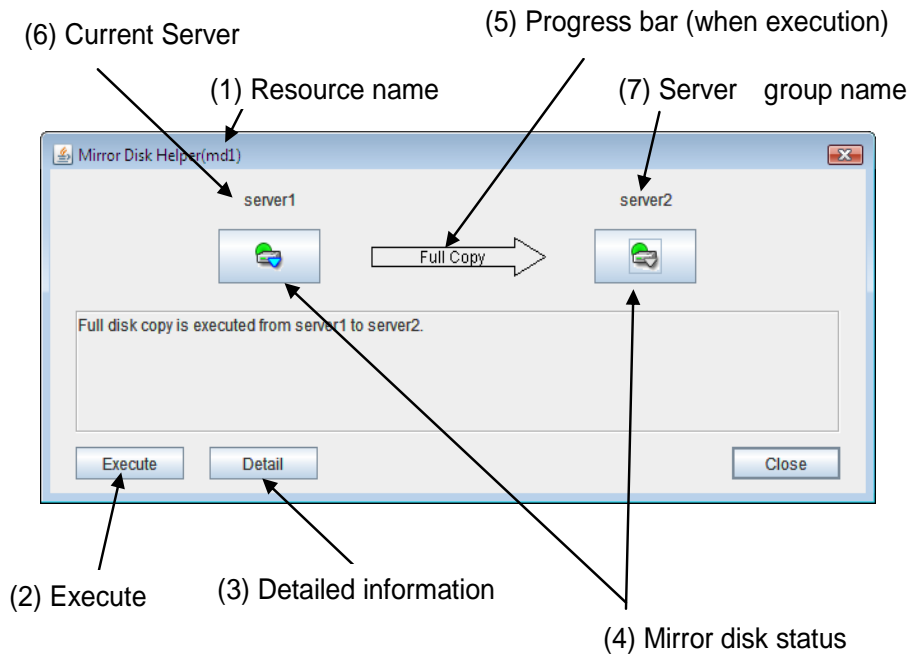 (5) Progress bar (when execution)
(6) Current Server
(1) Resource name
(7) Server group name
Mirror Disk Helper(md1)
server1
server2
Full Copy
Full disk copy is executed from server1 to server2.
Execute
Detail
Close
(2) Execute
(3) Detailed information
(4) Mirror disk status